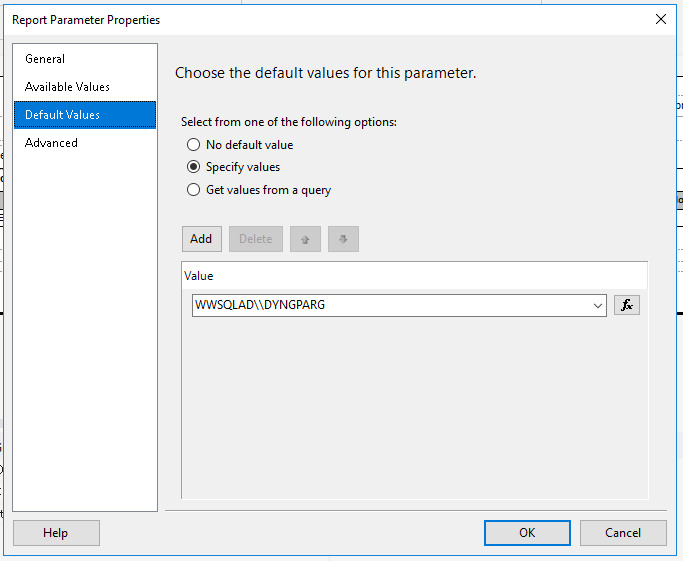 Report Parameter Properties
General
Available Values
Default Values
Advanced
Choose the default values for this parameter.
Select from one of the following options:
No default value
Specify values
Get values from a query
Add
Delete
Value
WWSQLAD\\DYNGPARG
fx
Help
OK
Cancel